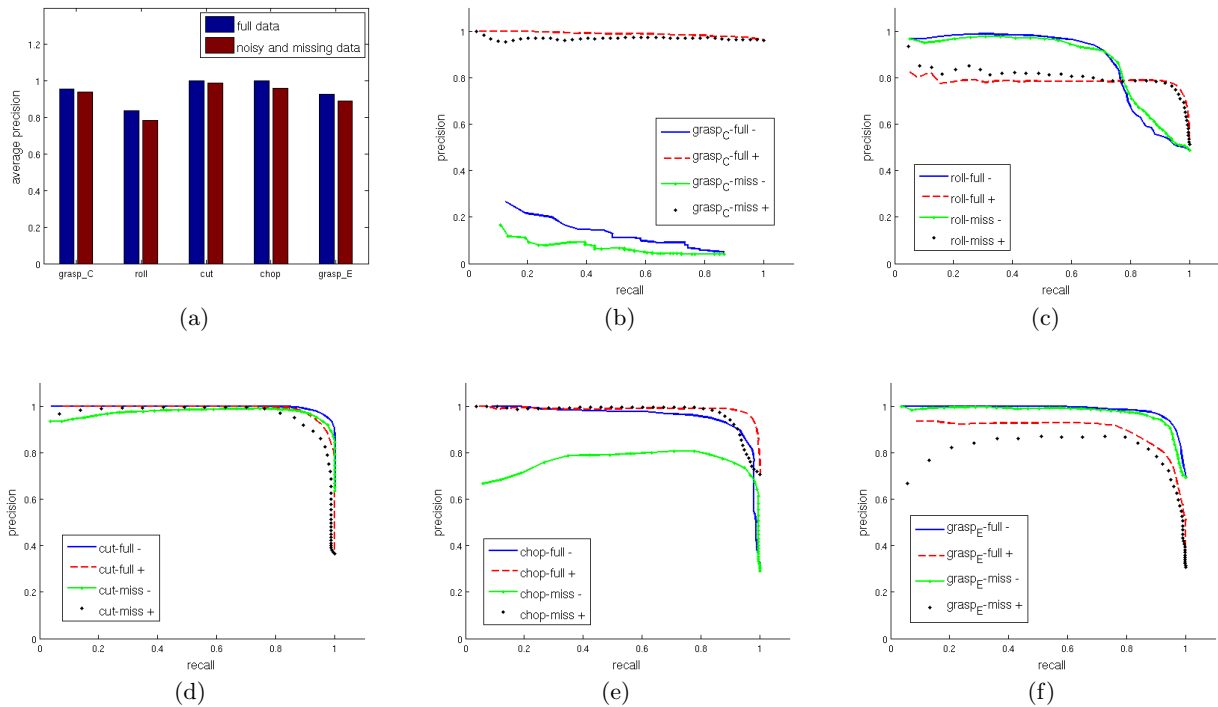 full data
noisy and missing data
average precision
0
0.2
0.4
0.6
0.8
1
1.2
grasp_C
roll
cut
chop
grasp_E
(a)
precision
0
0.2
0.4
0.6
0.8
1
grasp_C-full -
grasp_C-full +
grasp_C-miss -
grasp_C-miss +
0
0.2
0.4
0.6
0.8
1
recall
(b)
precision
0
0.2
0.4
0.6
0.8
1
roll-full -
roll-full +
roll-miss -
roll-miss +
0
0.2
0.4
0.6
0.8
1
recall
(c)
precision
0
0.2
0.4
0.6
0.8
1
cut-full -
cut-full +
cut-miss -
cut-miss +
0
0.2
0.4
0.6
0.8
1
recall
(d)
precision
0
0.2
0.4
0.6
0.8
1
chop-full -
chop-full +
chop-miss -
chop-miss +
0
0.2
0.4
0.6
0.8
1
recall
(e)
precision
0
0.2
0.4
0.6
0.8
1
grasp_E-full -
grasp_E-full +
grasp_E-miss -
grasp_E-miss +
0
0.2
0.4
0.6
0.8
1
recall
(f)